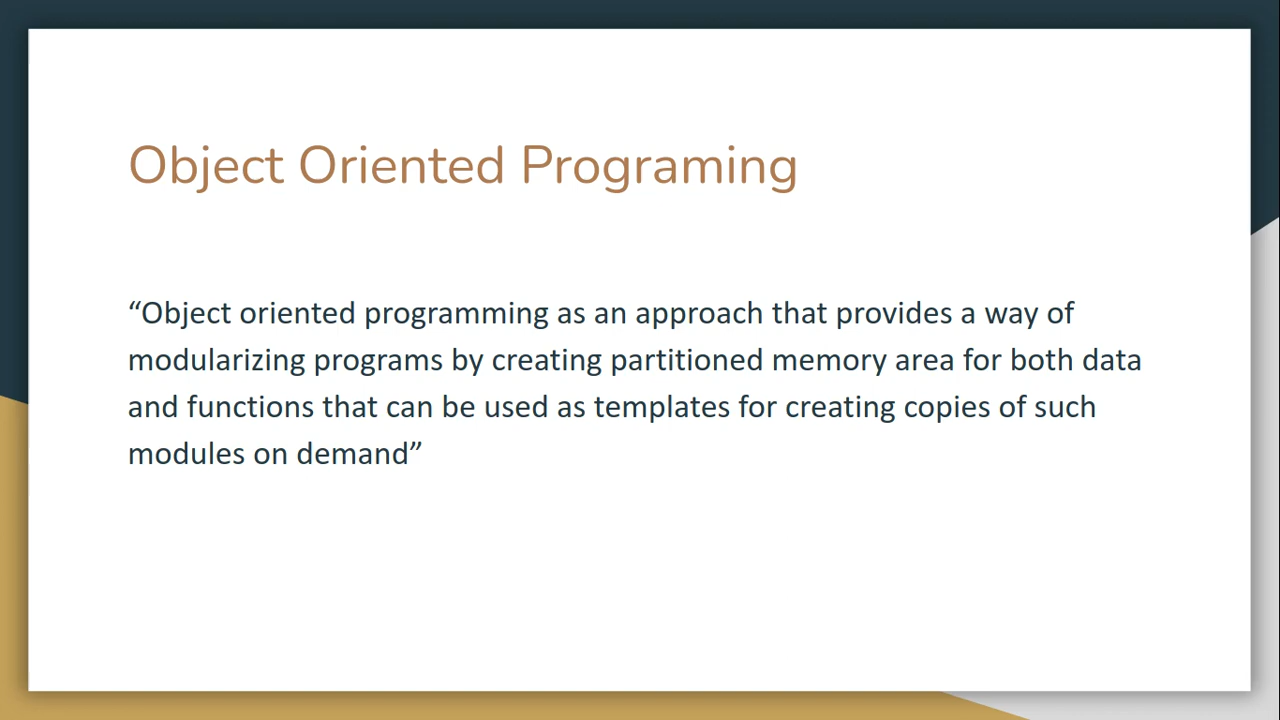 Object Oriented Programing
“Object oriented programming as an approach that provides a way of
modularizing programs by creating partitioned memory area for both data
and functions that can be used as templates for creating copies of such
modules on demand”